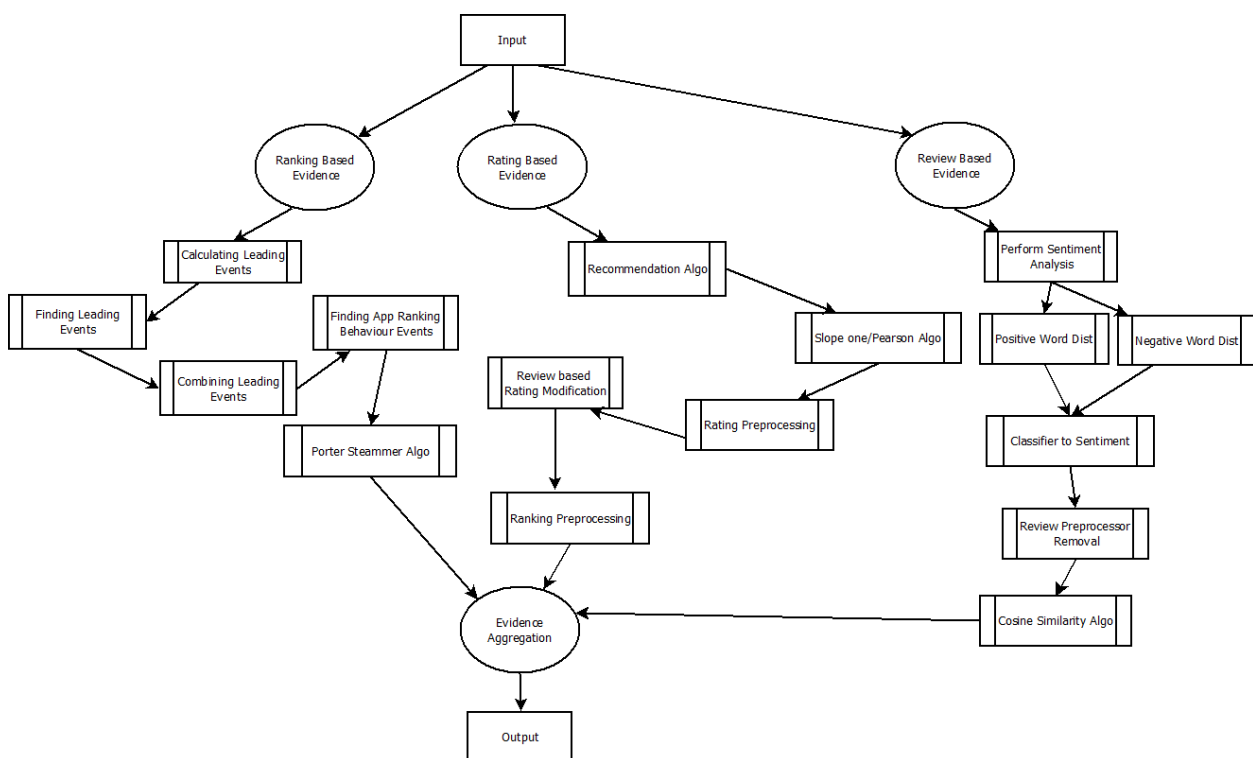 Input
Ranking Based
Evidence
Rating Based
Evidence
Review Based
Evidence
Calculating Leading
Events
Recommendation Algo
Perform Sentiment
Analysis
Finding Leading
Events
Finding App Ranking
Behaviour Events
Slope one/Pearson Algo
Positive Word Dist
Negative Word Dist
Combining Leading
Events
Review based
Rating Modification
Rating Preprocessing
Porter Steammer Algo
Classifier to Sentiment
Ranking Preprocessing
Review Preprocessor
Removal
Evidence
Aggregation
Cosine Similarity Algo
Output